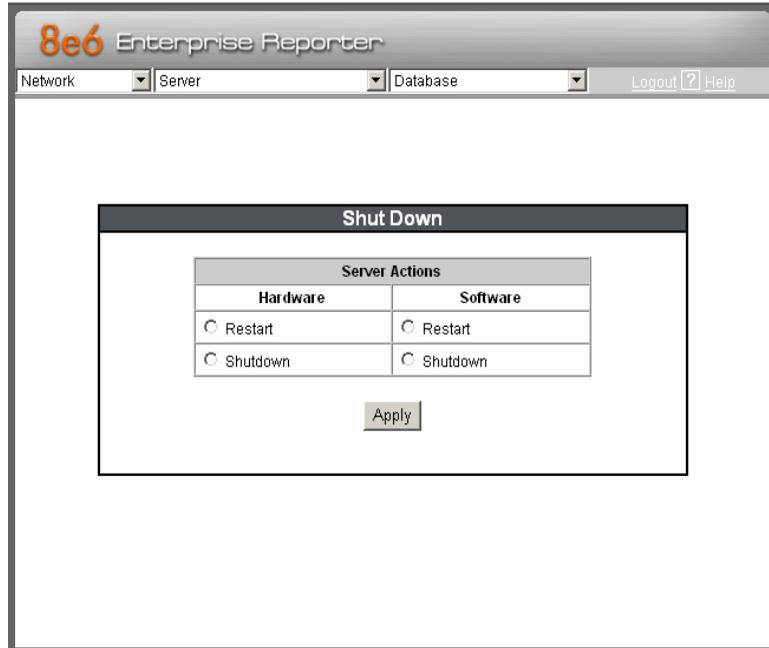 8e6 Enterprise Reporter
Network Server Database Logout ? Help
Shut Down
Server Actions
Hardware Software
Restart Restart
Shutdown Shutdown
Apply